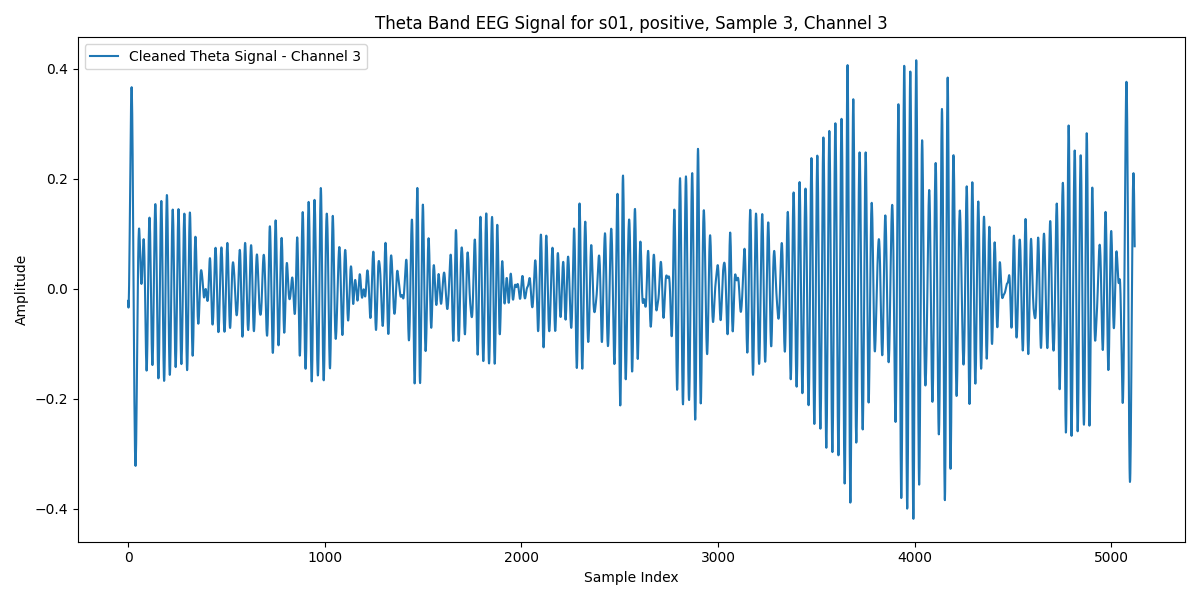 Theta Band EEG Signal for s01, positive, Sample 3, Channel 3
Cleaned Theta Signal - Channel 3
Amplitude
0.4
0.2
0.0
−0.2
−0.4
0 1000 2000 3000 4000 5000
Sample Index